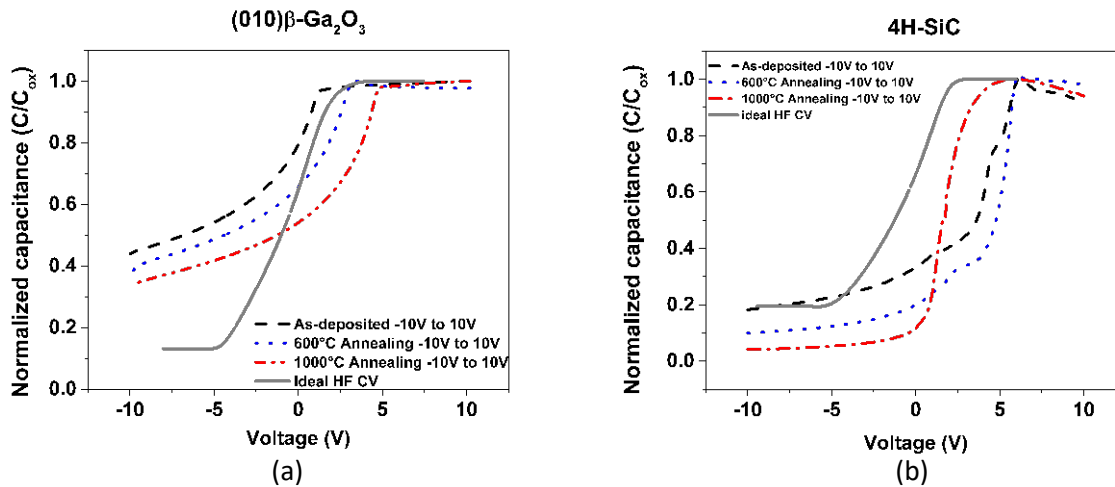 (010)β-Ga₂O₃
Normalized capacitance (C/Cox)
1.0
0.8
0.6
0.4
0.2
0.0
As-deposited -10V to 10V
600°C Annealing -10V to 10V
1000°C Annealing -10V to 10V
Ideal HF CV
-10
-5
0
5
10
Voltage (V)
(a)
4H-SiC
Normalized capacitance (C/Cox)
1.0
0.8
0.6
0.4
0.2
0.0
As-deposited -10V to 10V
600°C Annealing -10V to 10V
1000°C Annealing -10V to 10V
ideal HF CV
-10
-5
0
5
10
Voltage (V)
(b)